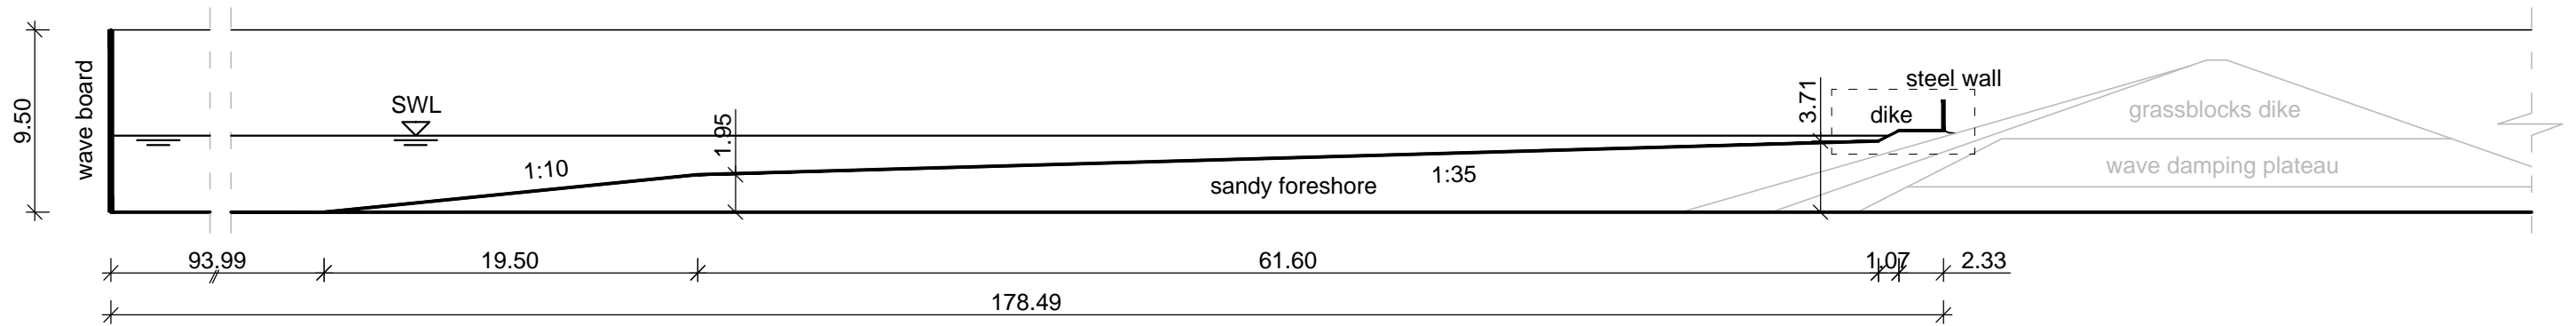 steel wall
9.50
wave board
SWL
3.71
dike
grassblocks dike
1.95
1:10
1:35
wave damping plateau
sandy foreshore
93.99
19.50
61.60
1.07
2.33
178.49